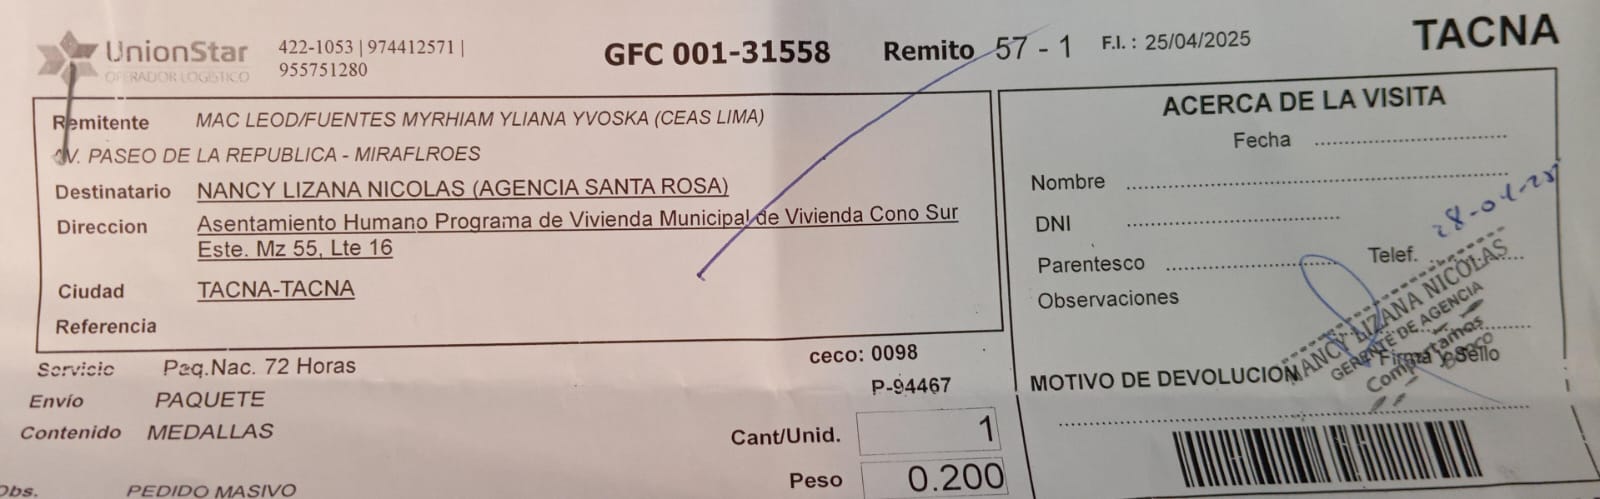 UnionStar
OPERADOR LOGÍSTICO
422-1053 | 974412571 |
955751280
GFC 001-31558
Remito 57 - 1
F.I. : 25/04/2025
TACNA
Remitente MAC LEOD/FUENTES MYRHIAM YLIANA YVOSKA (CEAS LIMA)
AV. PASEO DE LA REPUBLICA - MIRAFLROES
Destinatario NANCY LIZANA NICOLAS (AGENCIA SANTA ROSA)
Direccion Asentamiento Humano Programa de Vivienda Municipal de Vivienda Cono Sur
Este. Mz 55, Lte 16
Ciudad TACNA-TACNA
Referencia
Servicio Paq.Nac. 72 Horas
ceco: 0098
Envío PAQUETE
P-94467
Contenido MEDALLAS
Cant/Unid. 1
Peso 0.200
Obs. PEDIDO MASIVO
ACERCA DE LA VISITA
Fecha
Nombre
DNI
28-04-25
Parentesco
Telef.
Observaciones
NANCY LIZANA NICOLAS
GERENTE DE AGENCIA
Compartamos
Banco
Firma y Sello
MOTIVO DE DEVOLUCION